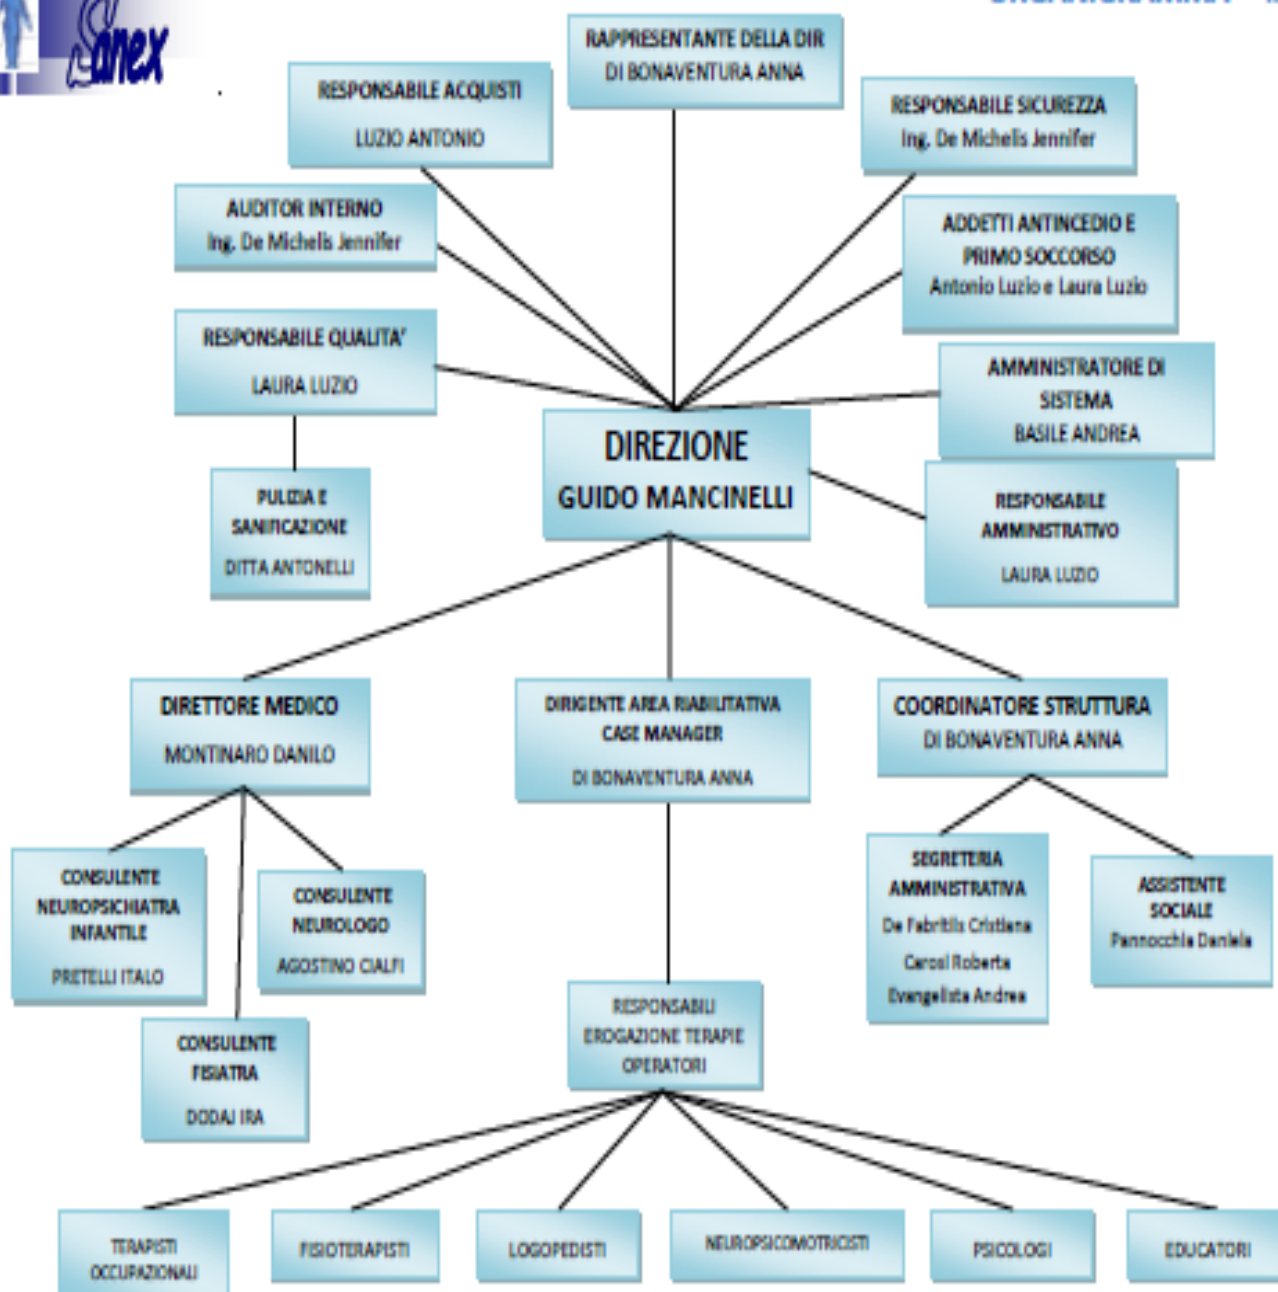 Sanex
RAPPRESENTANTE DELLA DIR
DI BONAVENTURA ANNA
RESPONSABILE ACQUISTI
LUZIO ANTONIO
RESPONSABILE SICUREZZA
Ing. De Michelis Jennifer
AUDITOR INTERNO
Ing. De Michelis Jennifer
ADDETTI ANTINCEDIO E
PRIMO SOCCORSO
Antonio Luzio e Laura Luzio
RESPONSABILE QUALITA'
LAURA LUZIO
AMMINISTRATORE DI
SISTEMA
BASILE ANDREA
DIREZIONE
GUIDO MANCINELLI
PULIZIA E
SANIFICAZIONE
DITTA ANTONELLI
RESPONSABILE
AMMINISTRATIVO
LAURA LUZIO
DIRETTORE MEDICO
MONTINARO DANILO
DIRIGENTE AREA RIABILITATIVA
CASE MANAGER
DI BONAVENTURA ANNA
COORDINATORE STRUTTURA
DI BONAVENTURA ANNA
CONSULENTE
NEUROPSICHIATRA
INFANTILE
PRETELLI ITALO
CONSULENTE
NEUROLOGO
AGOSTINO CIALFI
SEGRETERIA
AMMINISTRATIVA
De Fabritiis Cristiana
Carosi Roberta
Evangelista Andrea
ASSISTENTE
SOCIALE
Pannocchia Daniela
CONSULENTE
FISIATRA
DODAJ IRA
RESPONSABILI
EROGAZIONE TERAPIE
OPERATORI
TERAPISTI
OCCUPAZIONALI
FISIOTERAPISTI
LOGOPEDISTI
NEUROPSICOMOTRICISTI
PSICOLOGI
EDUCATORI